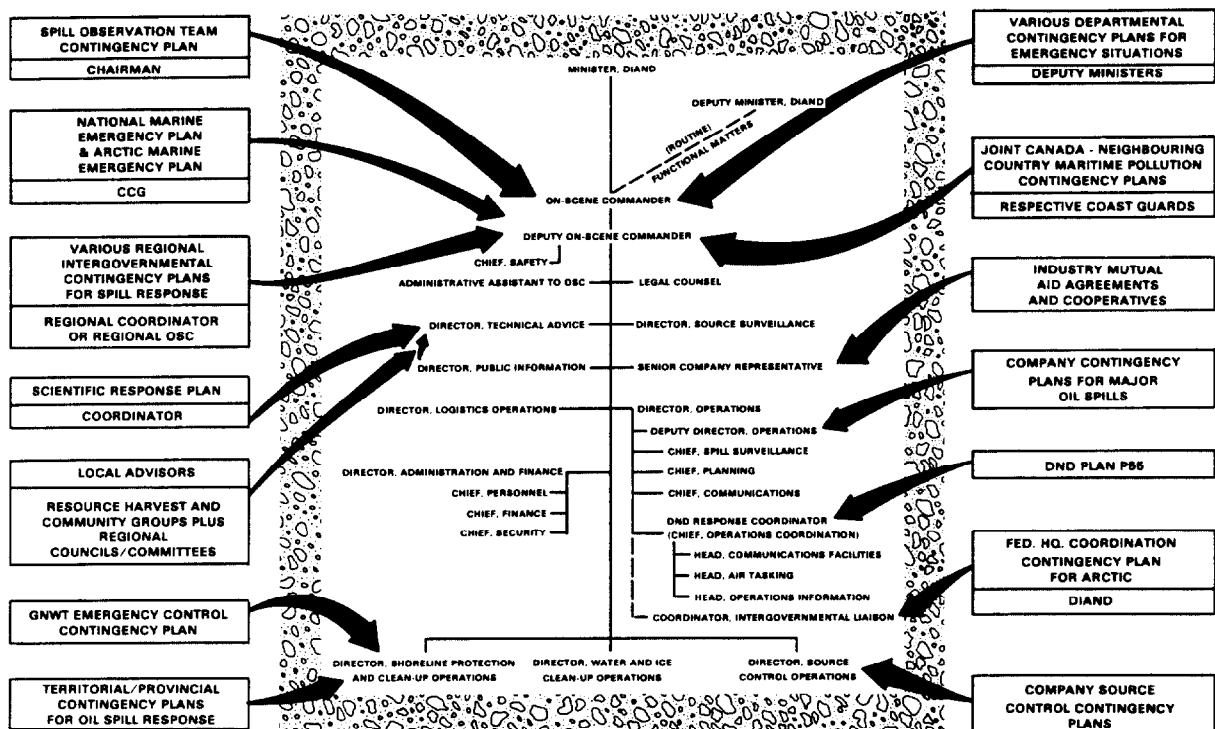 SPILL OBSERVATION TEAM
CONTINGENCY PLAN
CHAIRMAN
NATIONAL MARINE
EMERGENCY PLAN
& ARCTIC MARINE
EMERGENCY PLAN
CCG
VARIOUS REGIONAL
INTERGOVERNMENTAL
CONTINGENCY PLANS
FOR SPILL RESPONSE
REGIONAL COORDINATOR
OR REGIONAL OSC
SCIENTIFIC RESPONSE PLAN
COORDINATOR
LOCAL ADVISORS
RESOURCE HARVEST AND
COMMUNITY GROUPS PLUS
REGIONAL
COUNCILS/COMMITTEES
GNWT EMERGENCY CONTROL
CONTINGENCY PLAN
TERRITORIAL/PROVINCIAL
CONTINGENCY PLANS
FOR OIL SPILL RESPONSE
MINISTER, DIAND
DEPUTY MINISTER, DIAND
(ROUTINE)
FUNCTIONAL MATTERS
ON-SCENE COMMANDER
DEPUTY ON-SCENE COMMANDER
CHIEF, SAFETY
ADMINISTRATIVE ASSISTANT TO OSC
LEGAL COUNSEL
DIRECTOR, TECHNICAL ADVICE
DIRECTOR, SOURCE SURVEILLANCE
DIRECTOR, PUBLIC INFORMATION
SENIOR COMPANY REPRESENTATIVE
DIRECTOR, LOGISTICS OPERATIONS
DIRECTOR, OPERATIONS
DEPUTY DIRECTOR, OPERATIONS
CHIEF, SPILL SURVEILLANCE
DIRECTOR, ADMINISTRATION AND FINANCE
CHIEF, PLANNING
CHIEF, PERSONNEL
CHIEF, COMMUNICATIONS
CHIEF, FINANCE
CHIEF, SECURITY
DND RESPONSE COORDINATOR
(CHIEF, OPERATIONS COORDINATION)
HEAD, COMMUNICATIONS FACILITIES
HEAD, AIR TASKING
HEAD, OPERATIONS INFORMATION
COORDINATOR, INTERGOVERNMENTAL LIAISON
DIRECTOR, SHORELINE PROTECTION
AND CLEAN-UP OPERATIONS
DIRECTOR, WATER AND ICE
CLEAN-UP OPERATIONS
DIRECTOR, SOURCE
CONTROL OPERATIONS
VARIOUS DEPARTMENTAL
CONTINGENCY PLANS FOR
EMERGENCY SITUATIONS
DEPUTY MINISTERS
JOINT CANADA - NEIGHBOURING
COUNTRY MARITIME POLLUTION
CONTINGENCY PLANS
RESPECTIVE COAST GUARDS
INDUSTRY MUTUAL
AID AGREEMENTS
AND COOPERATIVES
COMPANY CONTINGENCY
PLANS FOR MAJOR
OIL SPILLS
DND PLAN P55
FED. HQ. COORDINATION
CONTINGENCY PLAN
FOR ARCTIC
DIAND
COMPANY SOURCE
CONTROL CONTINGENCY
PLANS